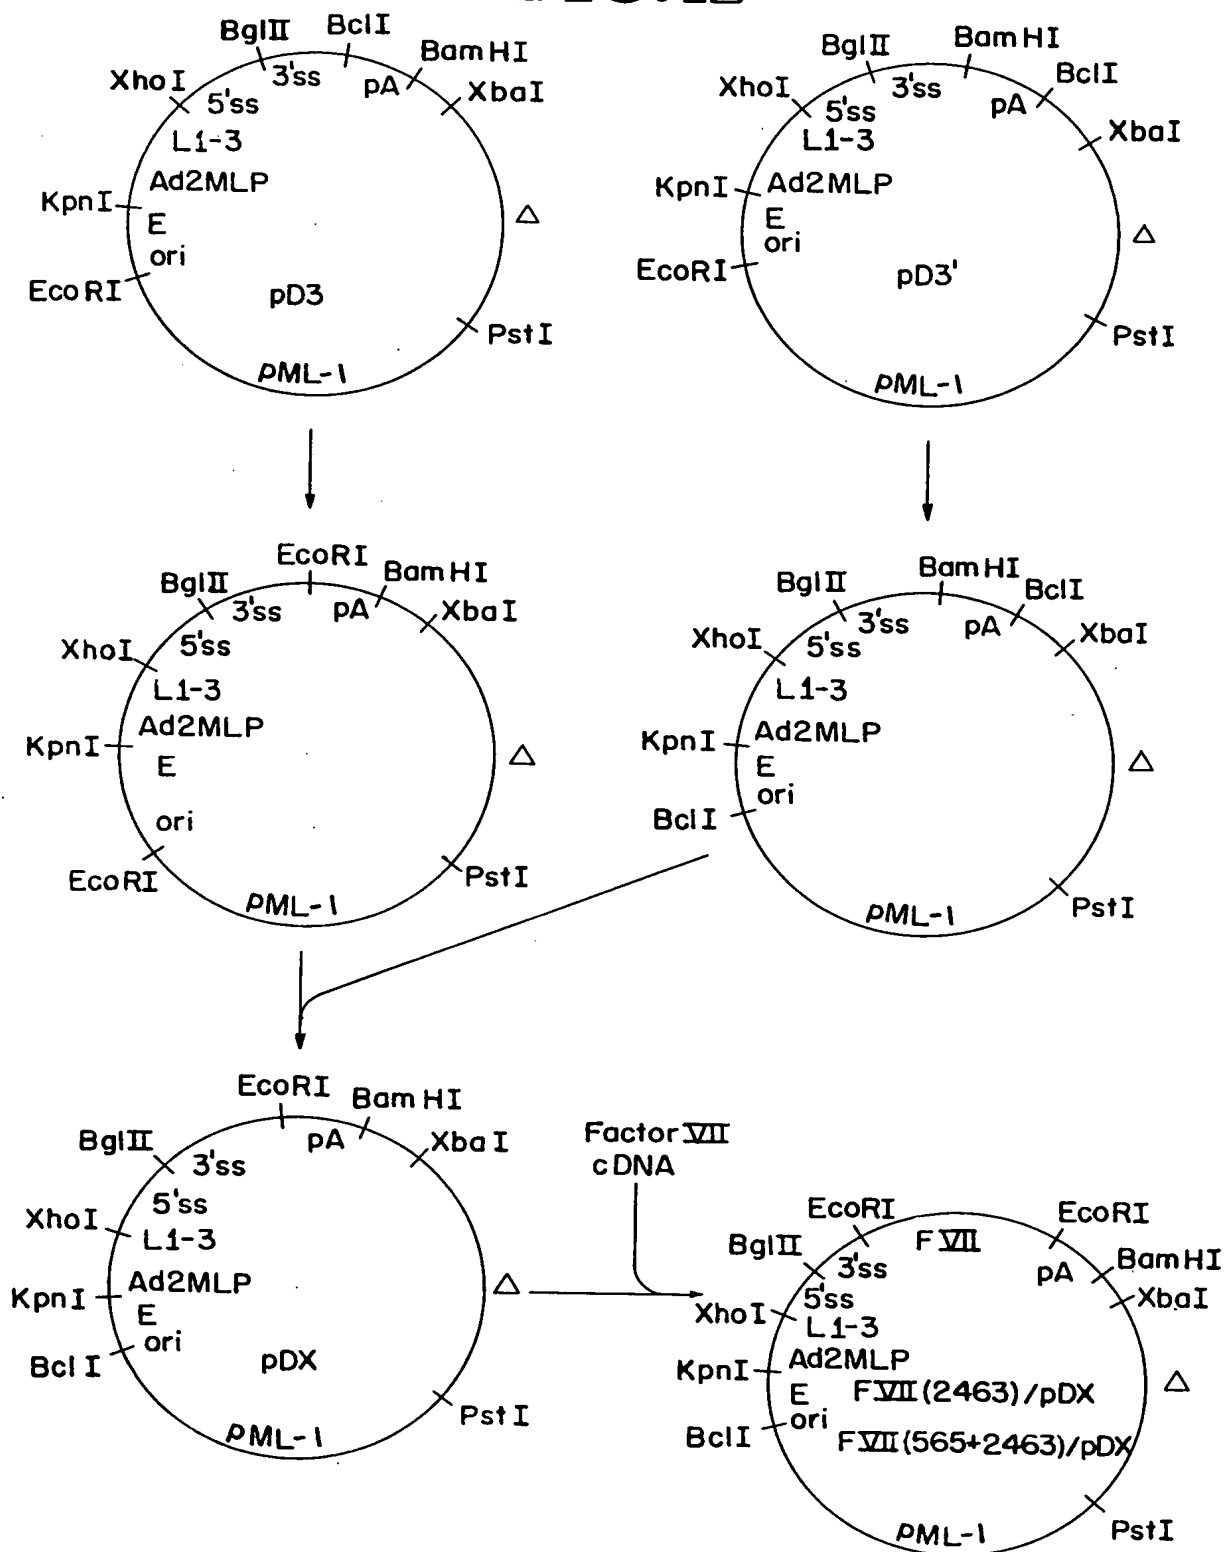 BglII
BclI
BamHI
XhoI
3'ss
pA
XbaI
5'ss
L1-3
Ad2MLP
KpnI
E
ori
EcoRI
pD3
PstI
pML-1
△
BglII
BamHI
BclI
XhoI
3'ss
pA
XbaI
5'ss
L1-3
KpnI
Ad2MLP
E
ori
EcoRI
pD3'
PstI
pML-1
△
EcoRI
BglII
BamHI
3'ss
pA
XbaI
XhoI
5'ss
L1-3
Ad2MLP
KpnI
E
ori
EcoRI
PstI
pML-1
△
BglII
BamHI
BclI
3'ss
pA
XhoI
5'ss
XbaI
L1-3
KpnI
Ad2MLP
E
ori
BclI
PstI
pML-1
△
EcoRI
BamHI
BglII
3'ss
pA
XbaI
5'ss
XhoI
L1-3
Ad2MLP
KpnI
E
ori
BclI
pDX
PstI
pML-1
△
Factor VII
cDNA
EcoRI
F VII
EcoRI
BglII
3'ss
pA
BamHI
5'ss
XbaI
XhoI
L1-3
KpnI
Ad2MLP
E
FVII(2463)/pDX
ori
BclI
FVII(565+2463)/pDX
PstI
pML-1
△